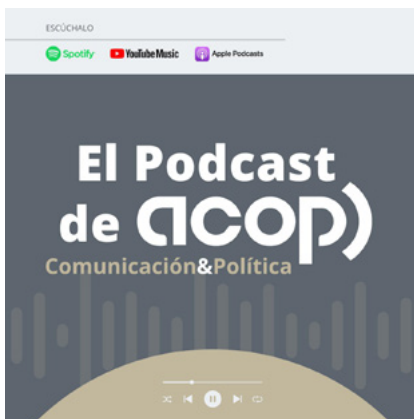 ESCÚCHALO
Spotify YouTube Music Apple Podcasts
El Podcast
de acop)
Comunicación&Política